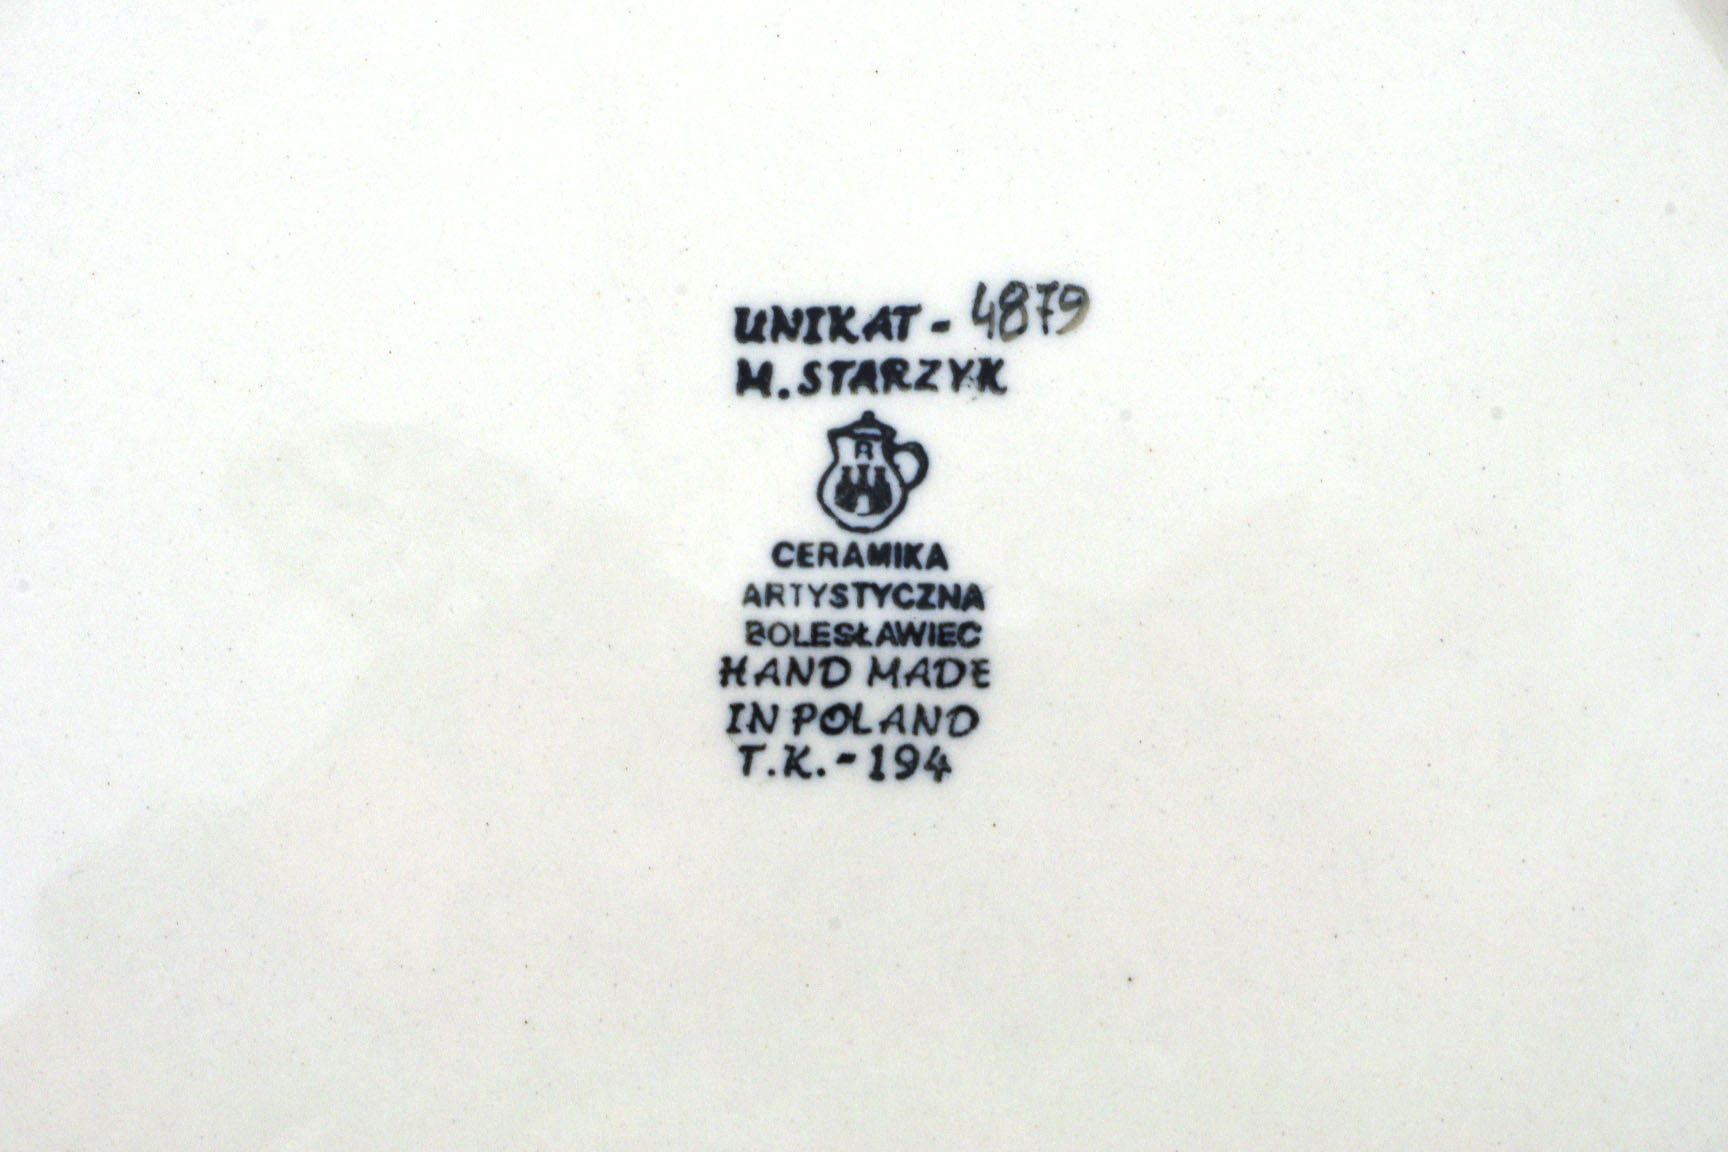 UNIKAT - 4879
M. STARZYK
R
CERAMIKA
ARTYSTYCZNA
BOLESŁAWIEC
HAND MADE
IN POLAND
T.K. - 194